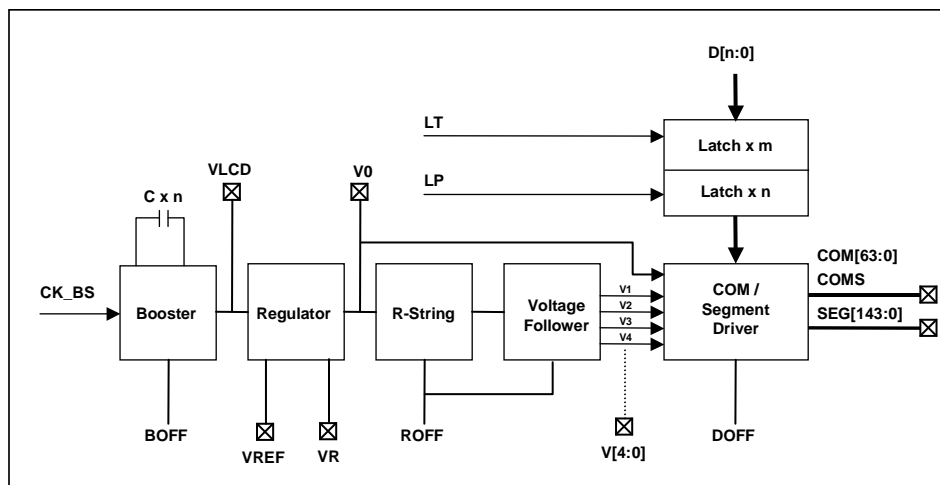 D[n:0]
LT
Latch x m
VLCD
V0
LP
Latch x n
C x n
COM[63:0]
CK_BS
Booster
Regulator
R-String
Voltage
Follower
V1
V2
V3
V4
COM /
Segment
Driver
COMS
SEG[143:0]
BOFF
VREF
VR
ROFF
V[4:0]
DOFF